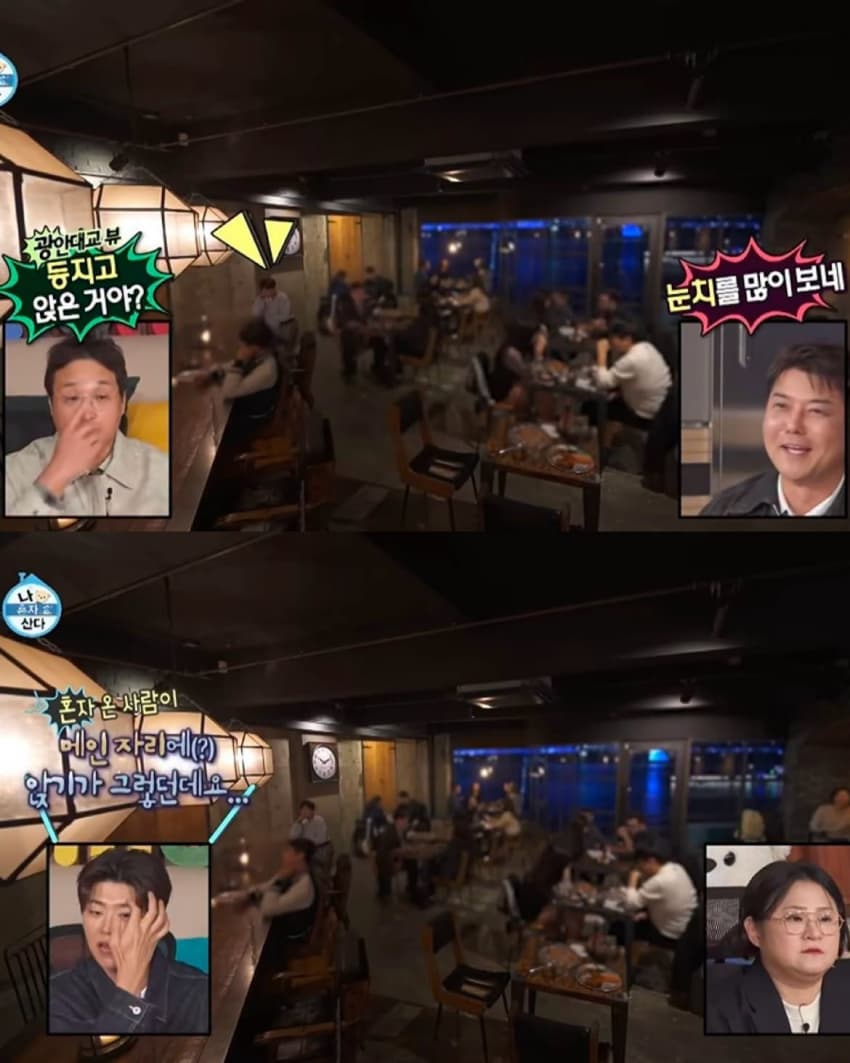 광안대교 뷰
등지고
앉은 거야?
눈치를 많이 보네
나
혼자
산다
혼자 온 사람이
메인 자리에(?)
앉기가 그렇던데요...